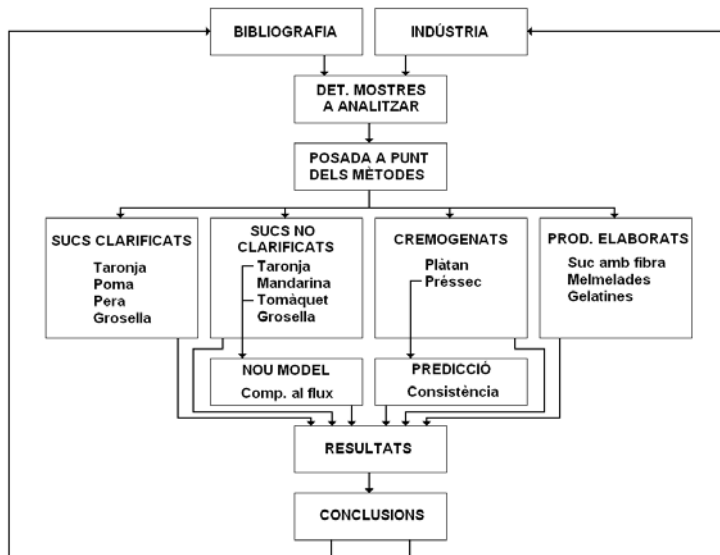 BIBLIOGRAFIA
INDÚSTRIA
DET. MOSTRES
A ANALITZAR
POSADA A PUNT
DELS MÈTODES
SUCS CLARIFICATS
Taronja
Poma
Pera
Grosella
SUCS NO
CLARIFICATS
Taronja
Mandarina
Tomàquet
Grosella
CREMOGENATS
Plàtan
Préssec
PROD. ELABORATS
Suc amb fibra
Melmelades
Gelatines
NOU MODEL
Comp. al flux
PREDICCIÓ
Consistència
RESULTATS
CONCLUSIONS